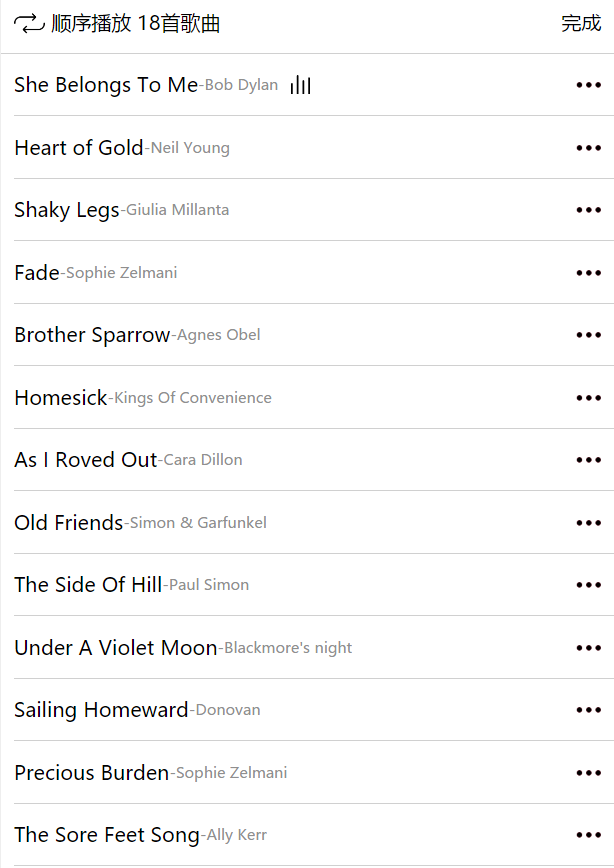 顺序播放 18首歌曲 完成
She Belongs To Me-Bob Dylan
Heart of Gold-Neil Young
Shaky Legs-Giulia Millanta
Fade-Sophie Zelmani
Brother Sparrow-Agnes Obel
Homesick-Kings Of Convenience
As I Roved Out-Cara Dillon
Old Friends-Simon & Garfunkel
The Side Of Hill-Paul Simon
Under A Violet Moon-Blackmore's night
Sailing Homeward-Donovan
Precious Burden-Sophie Zelmani
The Sore Feet Song-Ally Kerr